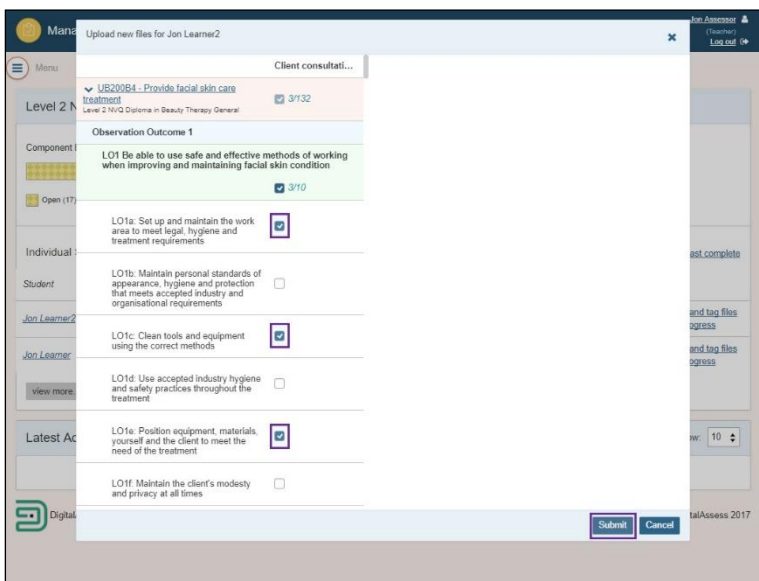 Mana
Upload new files for Jon Learner2
Jon Assessor
(Teacher)
Log out
Menu
Client consultati...
Level 2 N
UB200B4 - Provide facial skin care treatment
3/132
Level 2 NVQ Diploma in Beauty Therapy General
Observation Outcome 1
Component
LO1 Be able to use safe and effective methods of working
when improving and maintaining facial skin condition
3/10
Open (17)
LO1a: Set up and maintain the work
area to meet legal, hygiene and
treatment requirements
Individual
ast complete
Student
LO1b: Maintain personal standards of
appearance, hygiene and protection
that meets accepted industry and
organisational requirements
Jon Learner2
and tag files
ogress
LO1c: Clean tools and equipment
using the correct methods
Jon Learner
and tag files
ogress
LO1d: Use accepted industry hygiene
and safety practices throughout the
treatment
view more.
LO1e: Position equipment, materials,
yourself and the client to meet the
need of the treatment
Latest Ac
ow: 10
LO1f: Maintain the client's modesty
and privacy at all times
Digital
Submit
Cancel
talAssess 2017